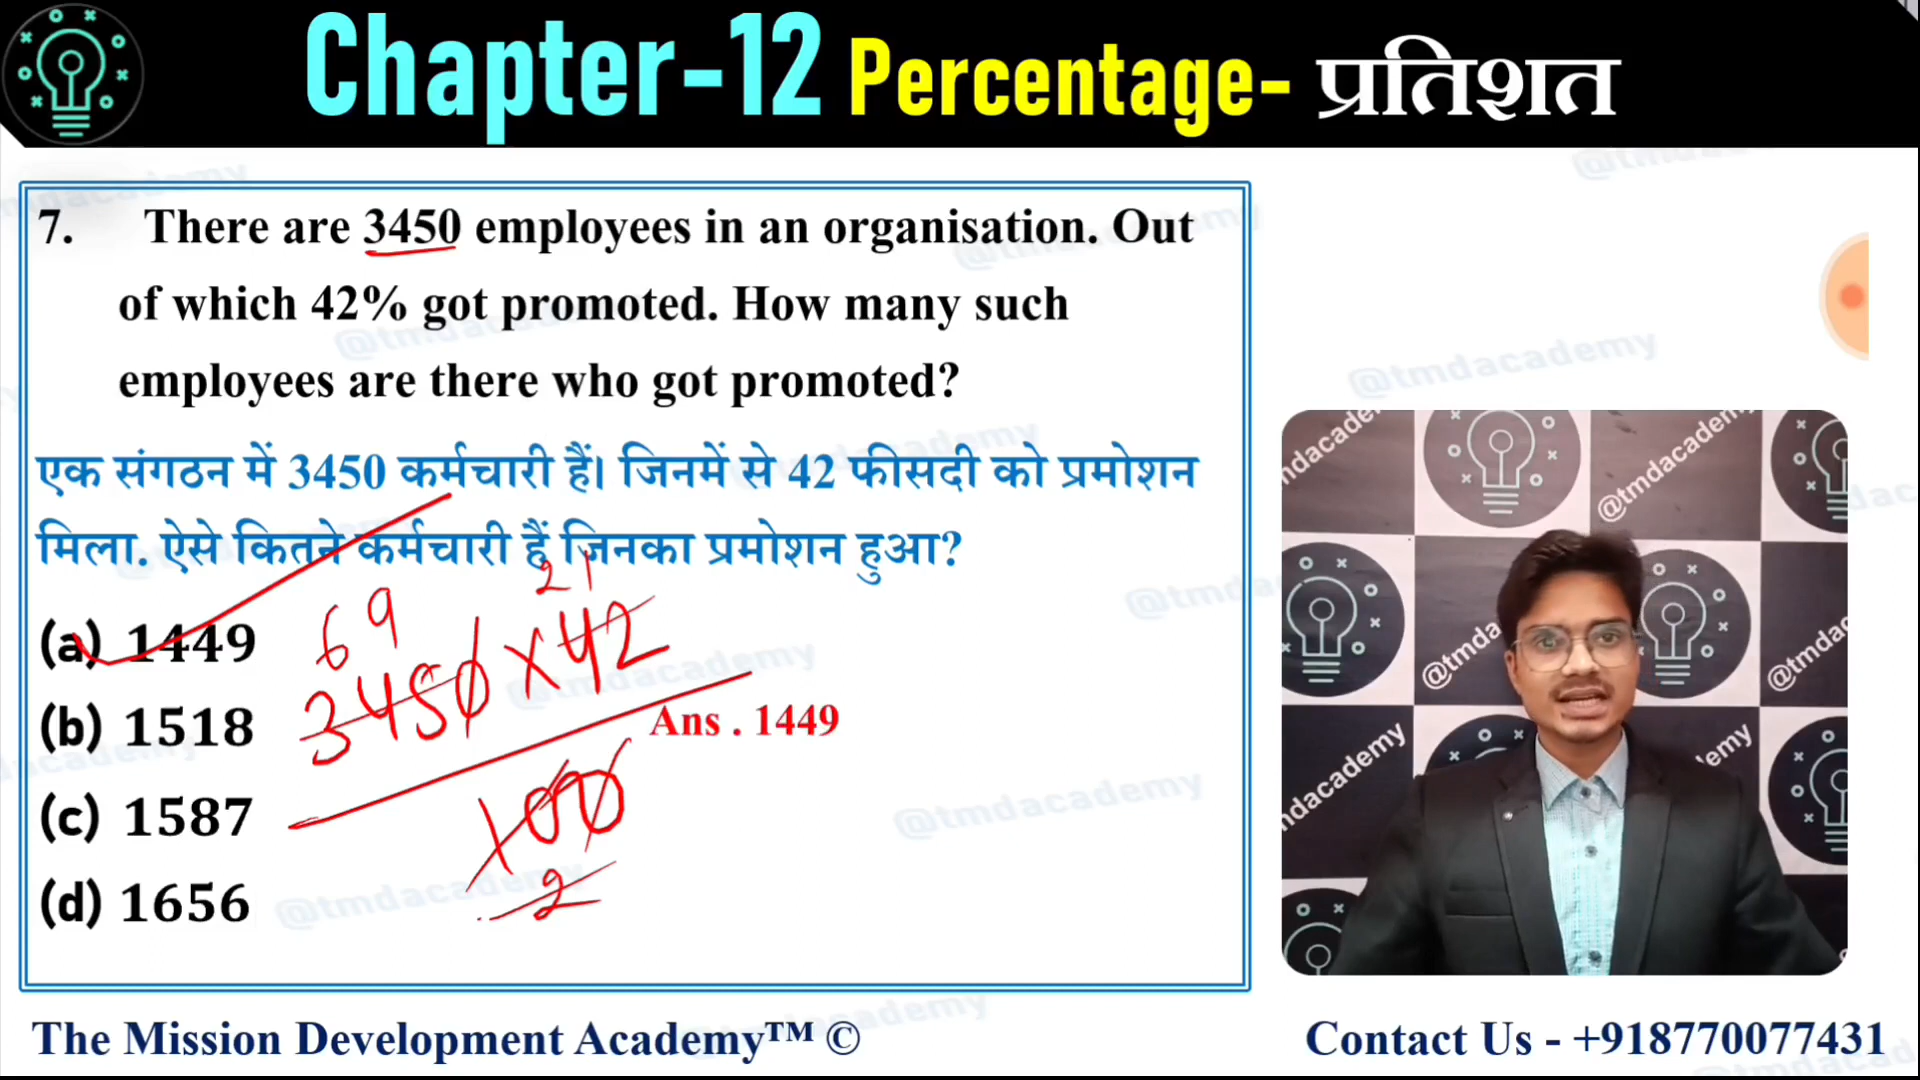 Chapter-12 Percentage- प्रतिशत
7. There are 3450 employees in an organisation. Out
of which 42% got promoted. How many such
employees are there who got promoted?
एक संगठन में 3450 कर्मचारी हैं। जिनमें से 42 फीसदी को प्रमोशन
मिला. ऐसे कितने कर्मचारी हैं जिनका प्रमोशन हुआ?
(a) 1449
(b) 1518
(c) 1587
(d) 1656
69
21
3450 x 42
100
2
Ans . 1449
@tmdacademy
The Mission Development Academy™ ©
Contact Us - +918770077431